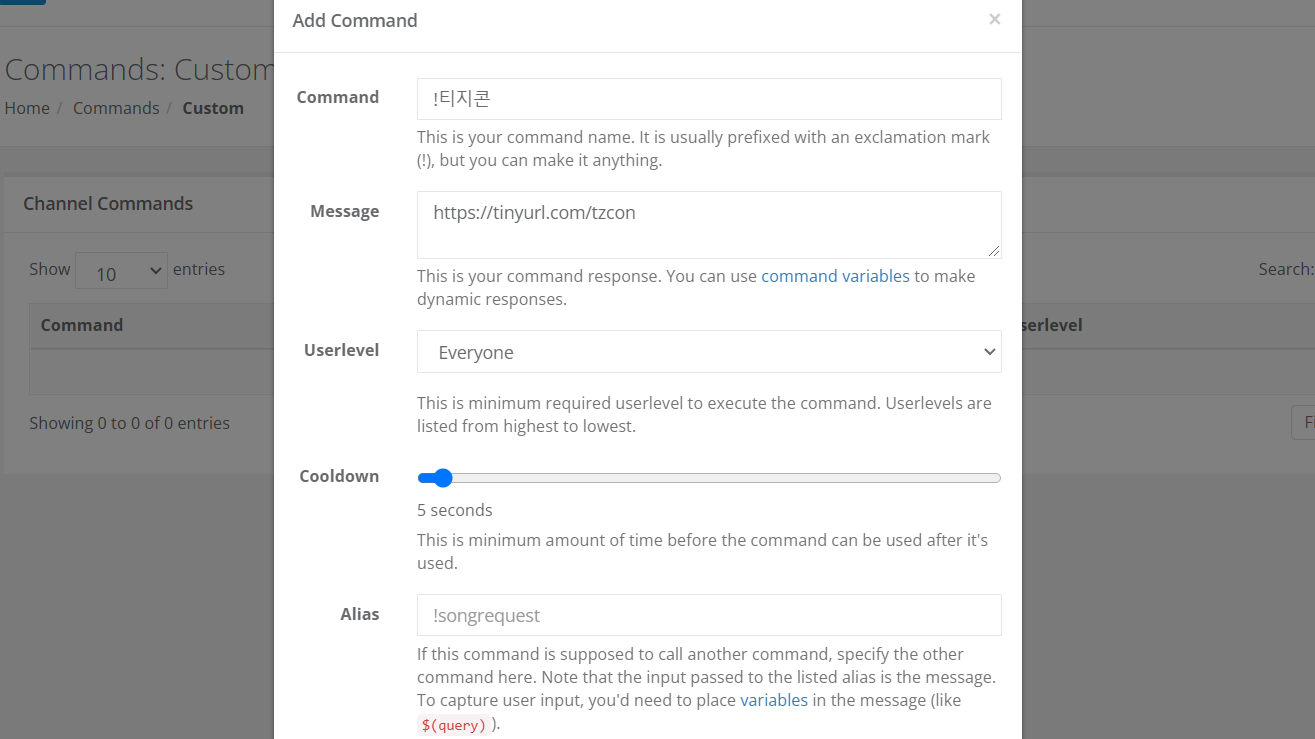 Add Command
×
Commands: Custom
Home / Commands / Custom
Command
!티지콘
This is your command name. It is usually prefixed with an exclamation mark
(!), but you can make it anything.
Message
https://tinyurl.com/tzcon
This is your command response. You can use command variables to make
dynamic responses.
Userlevel
Everyone
This is minimum required userlevel to execute the command. Userlevels are
listed from highest to lowest.
Cooldown
5 seconds
This is minimum amount of time before the command can be used after it's
used.
Alias
!songrequest
If this command is supposed to call another command, specify the other
command here. Note that the input passed to the listed alias is the message.
To capture user input, you'd need to place variables in the message (like
$(query) ).
Channel Commands
Show 10 entries
Search:
Command
serlevel
Showing 0 to 0 of 0 entries